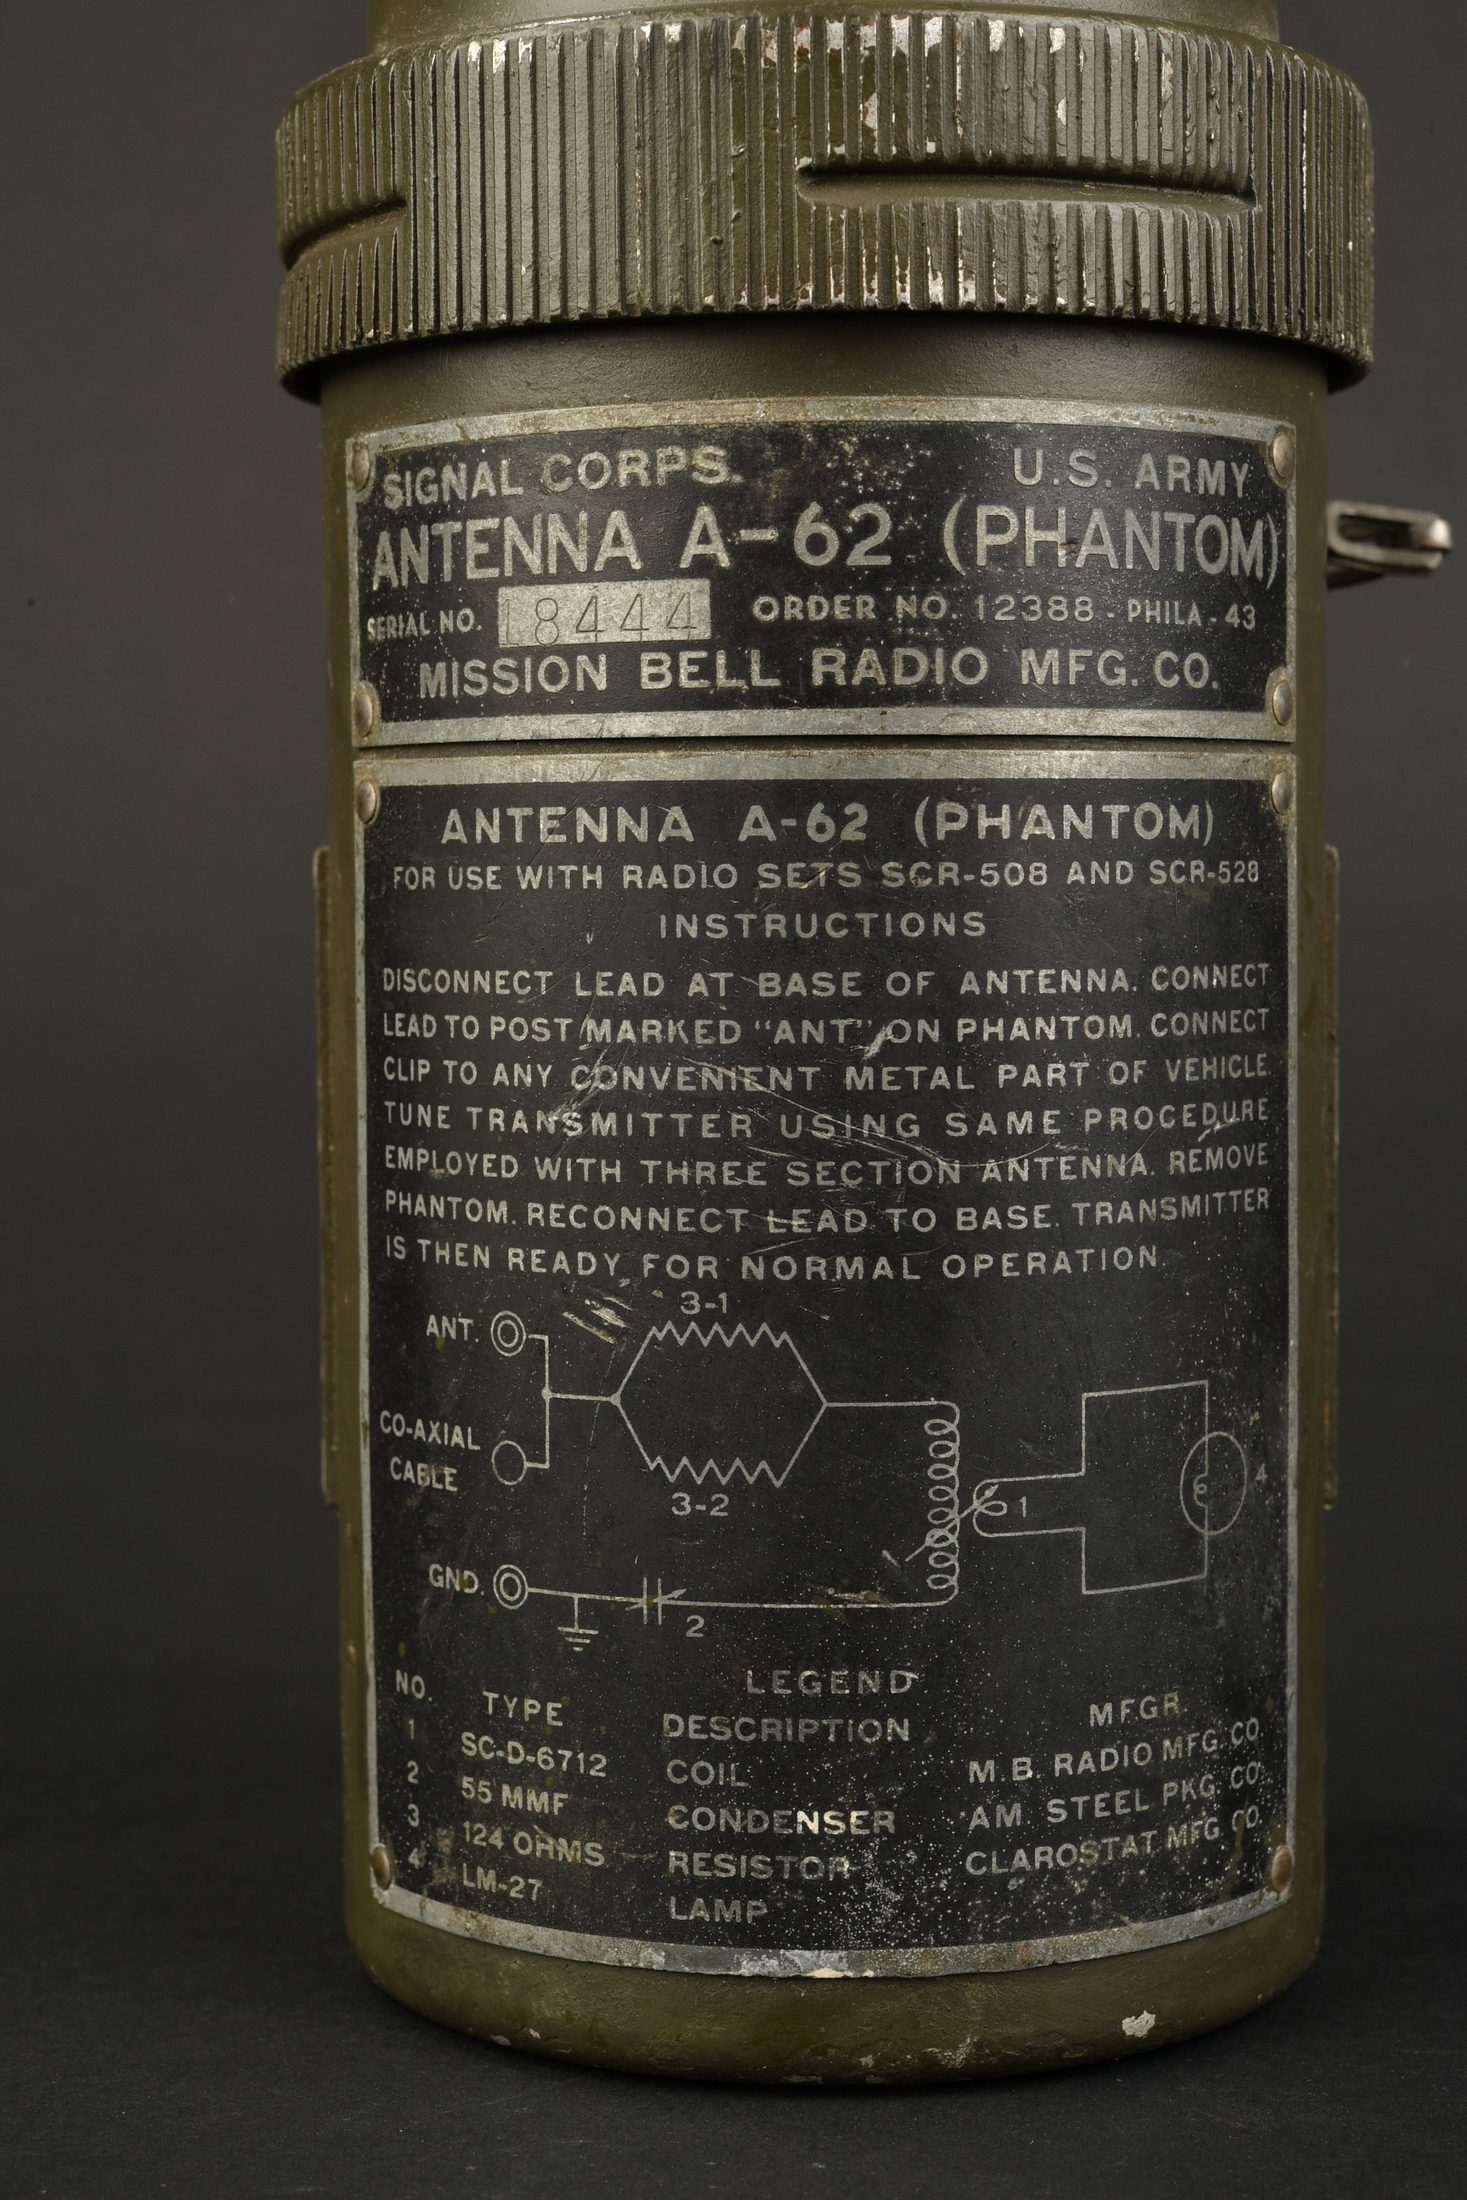 SIGNAL CORPS. U.S. ARMY
ANTENNA A-62 (PHANTOM)
SERIAL NO. 18444 ORDER NO. 12388 - PHILA - 43
MISSION BELL RADIO MFG. CO.
ANTENNA A-62 (PHANTOM)
FOR USE WITH RADIO SETS SCR-508 AND SCR-528
INSTRUCTIONS
DISCONNECT LEAD AT BASE OF ANTENNA. CONNECT
LEAD TO POST MARKED "ANT" ON PHANTOM. CONNECT
CLIP TO ANY CONVENIENT METAL PART OF VEHICLE.
TUNE TRANSMITTER USING SAME PROCEDURE
EMPLOYED WITH THREE SECTION ANTENNA. REMOVE
PHANTOM. RECONNECT LEAD TO BASE. TRANSMITTER
IS THEN READY FOR NORMAL OPERATION.
3-1
ANT.
CO-AXIAL
CABLE
3-2
1
4
GND.
2
LEGEND
NO. TYPE DESCRIPTION MFGR
1 SC-D-6712 COIL M.B. RADIO MFG. CO.
2 55 MMF CONDENSER AM. STEEL PKG. CO.
3 124 OHMS RESISTOR CLAROSTAT MFG. CO.
4 LM-27 LAMP